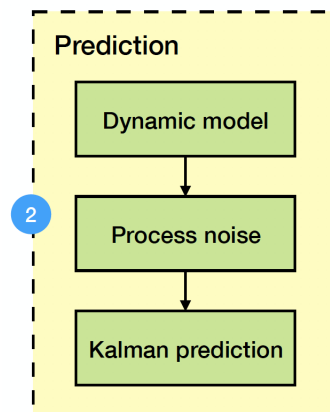 Prediction
Dynamic model
2
Process noise
Kalman prediction